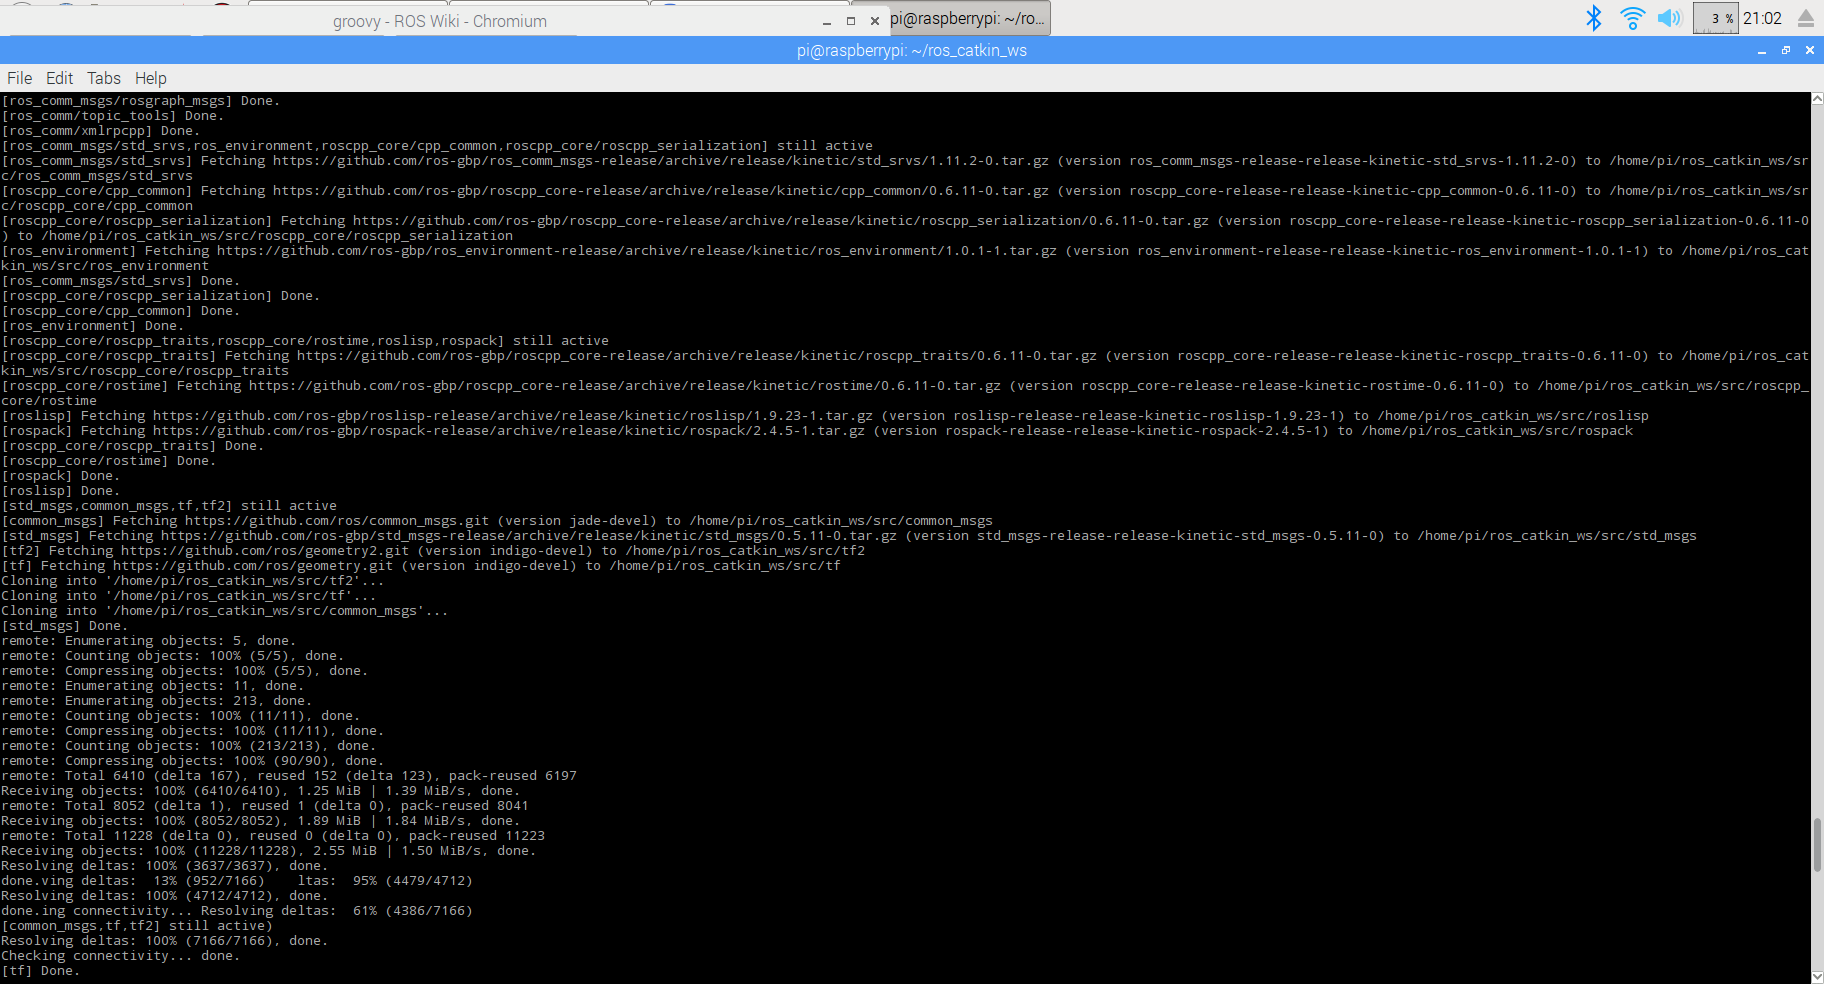 groovy - ROS Wiki - Chromium
pi@raspberrypi: ~/ro...
3 %
21:02
pi@raspberrypi: ~/ros_catkin_ws
File Edit Tabs Help
[ros_comm_msgs/rosgraph_msgs] Done.
[ros_comm/topic_tools] Done.
[ros_comm/xmlrpcpp] Done.
[ros_comm_msgs/std_srvs,ros_environment,roscpp_core/cpp_common,roscpp_core/roscpp_serialization] still active
[ros_comm_msgs/std_srvs] Fetching https://github.com/ros-gbp/ros_comm_msgs-release/archive/release/kinetic/std_srvs/1.11.2-0.tar.gz (version ros_comm_msgs-release-release-kinetic-std_srvs-1.11.2-0) to /home/pi/ros_catkin_ws/sr
c/ros_comm_msgs/std_srvs
[roscpp_core/cpp_common] Fetching https://github.com/ros-gbp/roscpp_core-release/archive/release/kinetic/cpp_common/0.6.11-0.tar.gz (version roscpp_core-release-release-kinetic-cpp_common-0.6.11-0) to /home/pi/ros_catkin_ws/sr
c/roscpp_core/cpp_common
[roscpp_core/roscpp_serialization] Fetching https://github.com/ros-gbp/roscpp_core-release/archive/release/kinetic/roscpp_serialization/0.6.11-0.tar.gz (version roscpp_core-release-release-kinetic-roscpp_serialization-0.6.11-0
) to /home/pi/ros_catkin_ws/src/roscpp_core/roscpp_serialization
[ros_environment] Fetching https://github.com/ros-gbp/ros_environment-release/archive/release/kinetic/ros_environment/1.0.1-1.tar.gz (version ros_environment-release-release-kinetic-ros_environment-1.0.1-1) to /home/pi/ros_cat
kin_ws/src/ros_environment
[ros_comm_msgs/std_srvs] Done.
[roscpp_core/roscpp_serialization] Done.
[roscpp_core/cpp_common] Done.
[ros_environment] Done.
[roscpp_core/roscpp_traits,roscpp_core/rostime,roslisp,rospack] still active
[roscpp_core/roscpp_traits] Fetching https://github.com/ros-gbp/roscpp_core-release/archive/release/kinetic/roscpp_traits/0.6.11-0.tar.gz (version roscpp_core-release-release-kinetic-roscpp_traits-0.6.11-0) to /home/pi/ros_cat
kin_ws/src/roscpp_core/roscpp_traits
[roscpp_core/rostime] Fetching https://github.com/ros-gbp/roscpp_core-release/archive/release/kinetic/rostime/0.6.11-0.tar.gz (version roscpp_core-release-release-kinetic-rostime-0.6.11-0) to /home/pi/ros_catkin_ws/src/roscpp_
core/rostime
[roslisp] Fetching https://github.com/ros-gbp/roslisp-release/archive/release/kinetic/roslisp/1.9.23-1.tar.gz (version roslisp-release-release-kinetic-roslisp-1.9.23-1) to /home/pi/ros_catkin_ws/src/roslisp
[rospack] Fetching https://github.com/ros-gbp/rospack-release/archive/release/kinetic/rospack/2.4.5-1.tar.gz (version rospack-release-release-kinetic-rospack-2.4.5-1) to /home/pi/ros_catkin_ws/src/rospack
[roscpp_core/roscpp_traits] Done.
[roscpp_core/rostime] Done.
[rospack] Done.
[roslisp] Done.
[std_msgs,common_msgs,tf,tf2] still active
[common_msgs] Fetching https://github.com/ros/common_msgs.git (version jade-devel) to /home/pi/ros_catkin_ws/src/common_msgs
[std_msgs] Fetching https://github.com/ros-gbp/std_msgs-release/archive/release/kinetic/std_msgs/0.5.11-0.tar.gz (version std_msgs-release-release-kinetic-std_msgs-0.5.11-0) to /home/pi/ros_catkin_ws/src/std_msgs
[tf2] Fetching https://github.com/ros/geometry2.git (version indigo-devel) to /home/pi/ros_catkin_ws/src/tf2
[tf] Fetching https://github.com/ros/geometry.git (version indigo-devel) to /home/pi/ros_catkin_ws/src/tf
Cloning into '/home/pi/ros_catkin_ws/src/tf2'...
Cloning into '/home/pi/ros_catkin_ws/src/tf'...
Cloning into '/home/pi/ros_catkin_ws/src/common_msgs'...
[std_msgs] Done.
remote: Enumerating objects: 5, done.
remote: Counting objects: 100% (5/5), done.
remote: Compressing objects: 100% (5/5), done.
remote: Enumerating objects: 11, done.
remote: Enumerating objects: 213, done.
remote: Counting objects: 100% (11/11), done.
remote: Compressing objects: 100% (11/11), done.
remote: Counting objects: 100% (213/213), done.
remote: Compressing objects: 100% (90/90), done.
remote: Total 6410 (delta 167), reused 152 (delta 123), pack-reused 6197
Receiving objects: 100% (6410/6410), 1.25 MiB | 1.39 MiB/s, done.
remote: Total 8052 (delta 1), reused 1 (delta 0), pack-reused 8041
Receiving objects: 100% (8052/8052), 1.89 MiB | 1.84 MiB/s, done.
remote: Total 11228 (delta 0), reused 0 (delta 0), pack-reused 11223
Receiving objects: 100% (11228/11228), 2.55 MiB | 1.50 MiB/s, done.
Resolving deltas: 100% (3637/3637), done.
done.ving deltas:  13% (952/7166)    ltas:  95% (4479/4712)
Resolving deltas: 100% (4712/4712), done.
done.ing connectivity... Resolving deltas:  61% (4386/7166)
[common_msgs,tf,tf2] still active)
Resolving deltas: 100% (7166/7166), done.
Checking connectivity... done.
[tf] Done.